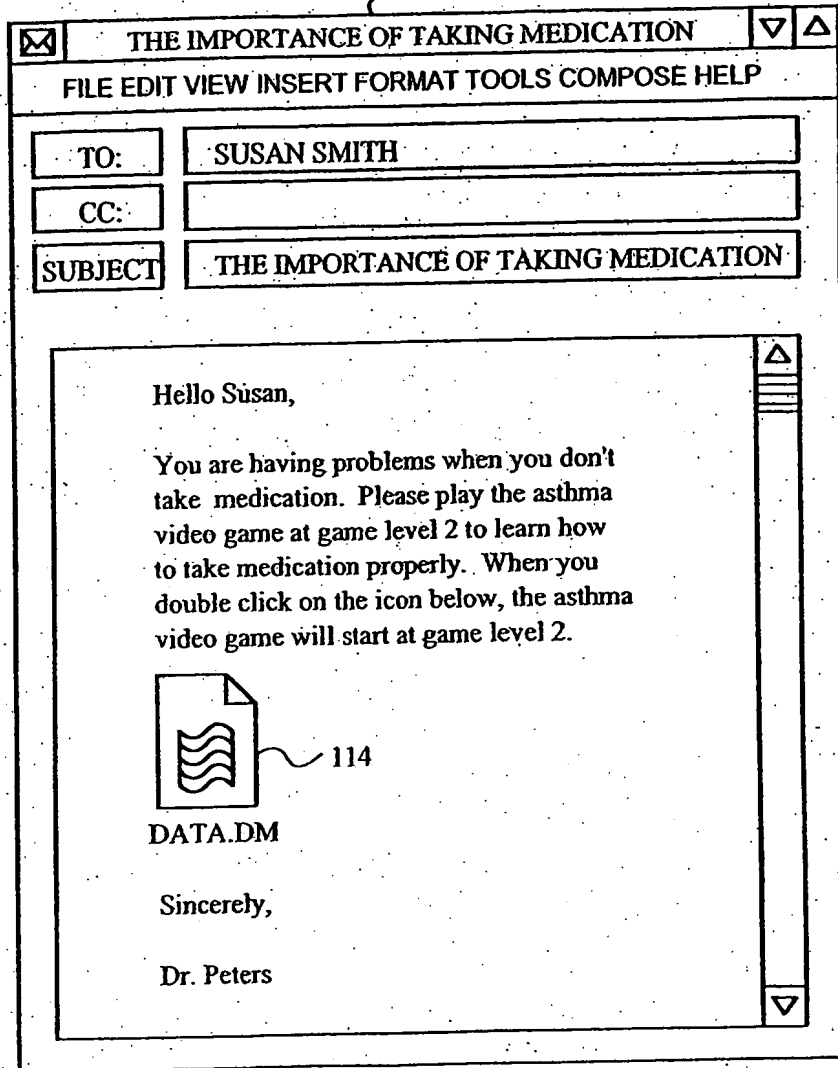 THE IMPORTANCE OF TAKING MEDICATION
FILE EDIT VIEW INSERT FORMAT TOOLS COMPOSE HELP
TO: SUSAN SMITH
CC:
SUBJECT THE IMPORTANCE OF TAKING MEDICATION
Hello Susan,
You are having problems when you don't
take medication. Please play the asthma
video game at game level 2 to learn how
to take medication properly. When you
double click on the icon below, the asthma
video game will start at game level 2.
114
DATA.DM
Sincerely,
Dr. Peters